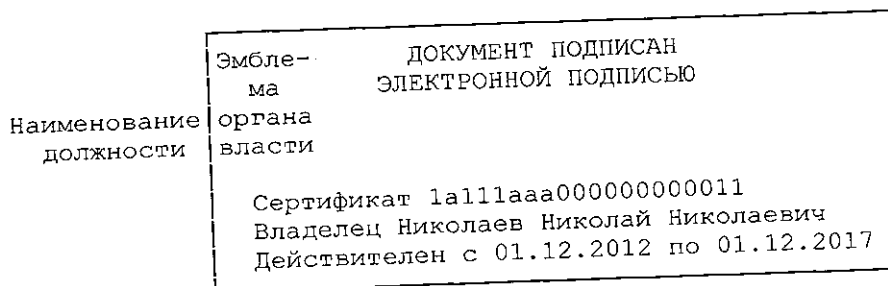 Эмбле-
ма
органа
власти
ДОКУМЕНТ ПОДПИСАН
ЭЛЕКТРОННОЙ ПОДПИСЬЮ
Наименование
должности
Сертификат 1a111aaa000000000011
Владелец Николаев Николай Николаевич
Действителен с 01.12.2012 по 01.12.2017